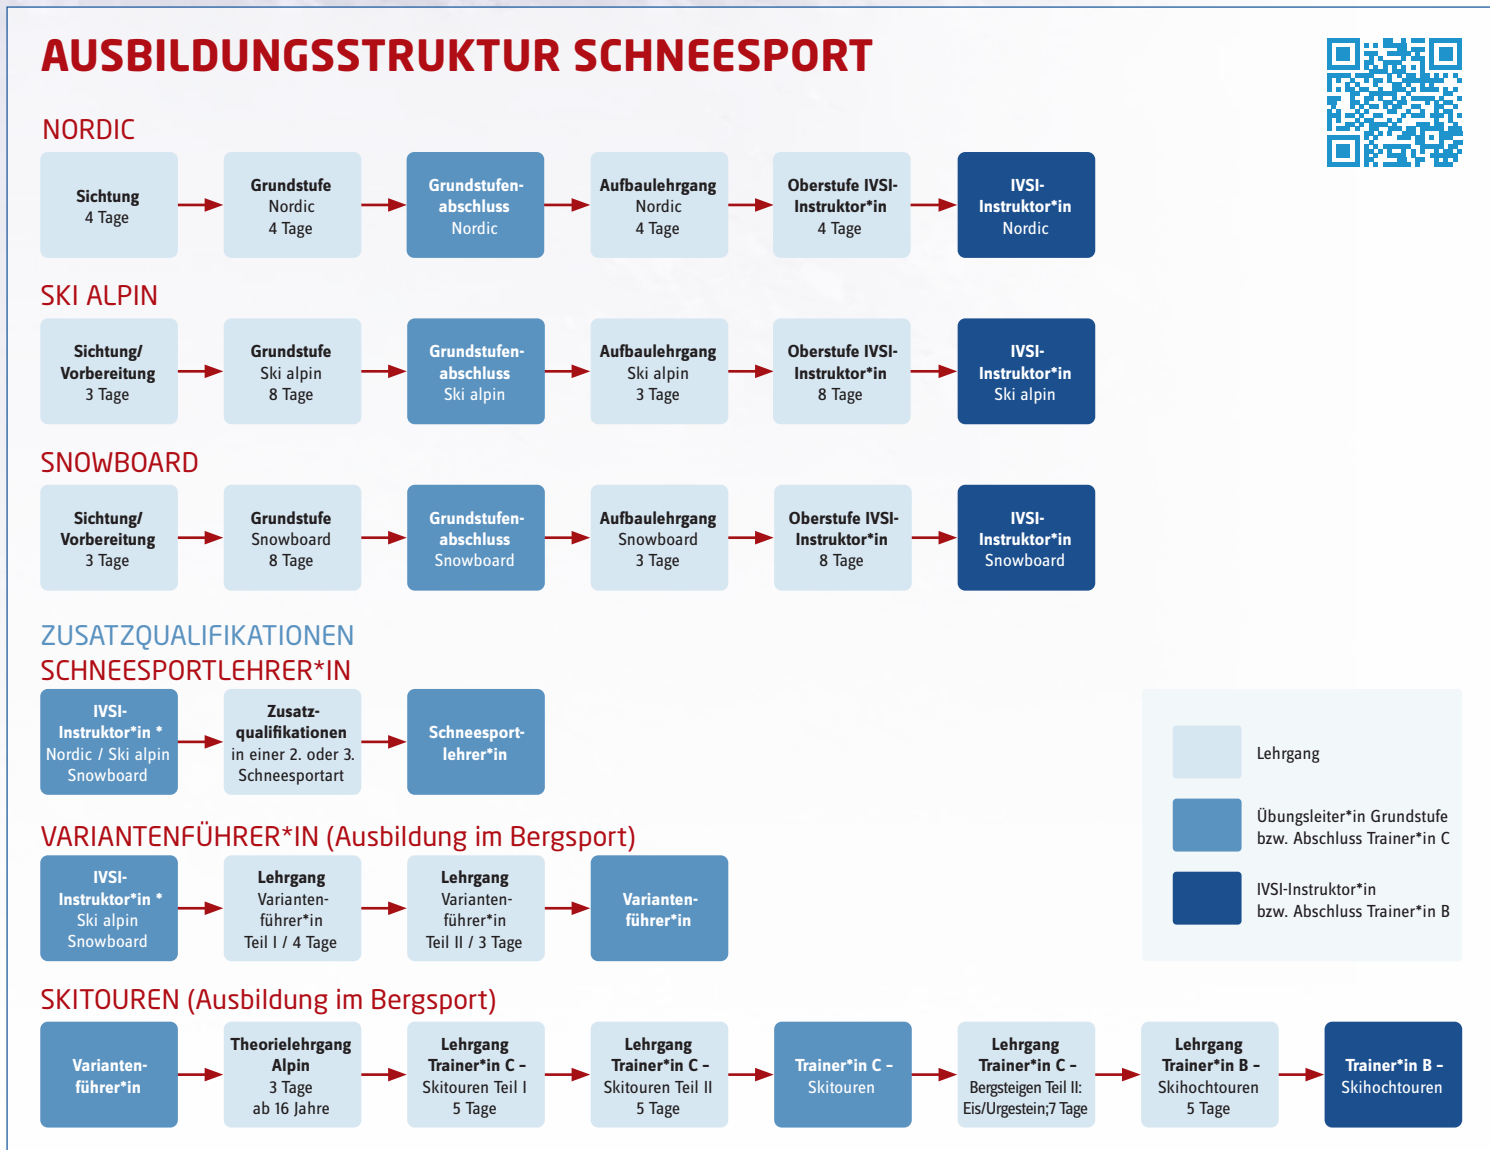 AUSBILDUNGSSTRUKTUR SCHNEESPORT
NORDIC
Sichtung
4 Tage
Grundstufe
Nordic
4 Tage
Grundstufen-
abschluss
Nordic
Aufbaulehrgang
Nordic
4 Tage
Oberstufe IVSI-
Instruktor*in
4 Tage
IVSI-
Instruktor*in
Nordic
SKI ALPIN
Sichtung/
Vorbereitung
3 Tage
Grundstufe
Ski alpin
8 Tage
Grundstufen-
abschluss
Ski alpin
Aufbaulehrgang
Ski alpin
3 Tage
Oberstufe IVSI-
Instruktor*in
8 Tage
IVSI-
Instruktor*in
Ski alpin
SNOWBOARD
Sichtung/
Vorbereitung
3 Tage
Grundstufe
Snowboard
8 Tage
Grundstufen-
abschluss
Snowboard
Aufbaulehrgang
Snowboard
3 Tage
Oberstufe IVSI-
Instruktor*in
8 Tage
IVSI-
Instruktor*in
Snowboard
ZUSATZQUALIFIKATIONEN
SCHNEESPORTLEHRER*IN
IVSI-
Instruktor*in *
Nordic / Ski alpin
Snowboard
Zusatz-
qualifikationen
in einer 2. oder 3.
Schneesportart
Schneesport-
lehrer*in
VARIANTENFÜHRER*IN (Ausbildung im Bergsport)
IVSI-
Instruktor*in *
Ski alpin
Snowboard
Lehrgang
Varianten-
führer*in
Teil I / 4 Tage
Lehrgang
Varianten-
führer*in
Teil II / 3 Tage
Varianten-
führer*in
Lehrgang
Übungsleiter*in Grundstufe
bzw. Abschluss Trainer*in C
IVSI-Instruktor*in
bzw. Abschluss Trainer*in B
SKITOUREN (Ausbildung im Bergsport)
Varianten-
führer*in
Theorielehrgang
Alpin
3 Tage
ab 16 Jahre
Lehrgang
Trainer*in C –
Skitouren Teil I
5 Tage
Lehrgang
Trainer*in C –
Skitouren Teil II
5 Tage
Trainer*in C –
Skitouren
Lehrgang
Trainer*in C –
Bergsteigen Teil II:
Eis/Urgestein;7 Tage
Lehrgang
Trainer*in B –
Skihochtouren
5 Tage
Trainer*in B –
Skihochtouren